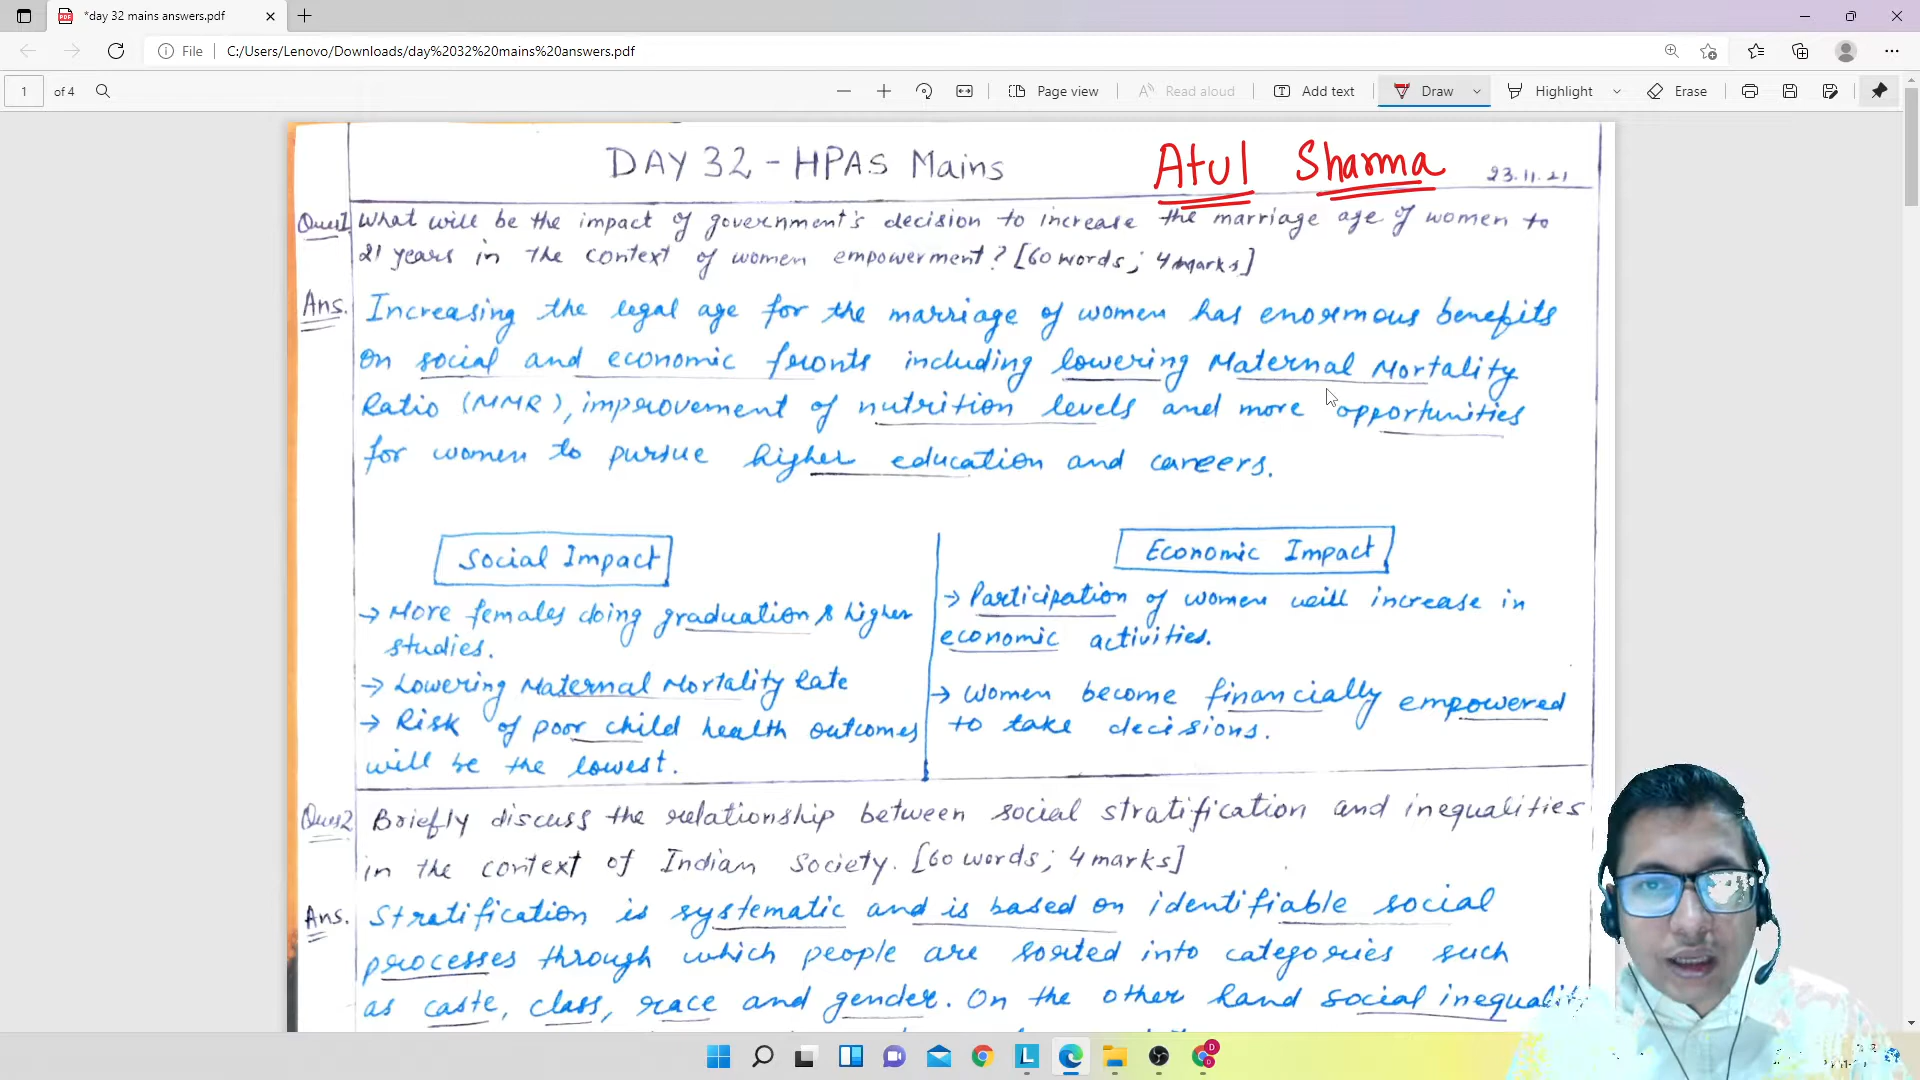 *day 32 mains answers.pdf
File C:/Users/Lenovo/Downloads/day%2032%20mains%20answers.pdf
1 of 4 Page view Read aloud Add text Draw Highlight Erase
DAY 32 - HPAS Mains Atul Sharma 23.11.21
Ques1. What will be the impact of government's decision to increase the marriage age of women to
21 years in the context of women empowerment? [60 words; 4 marks]
Ans. Increasing the legal age for the marriage of women has enormous benefits
on social and economic fronts including lowering Maternal Mortality
Ratio (MMR), improvement of nutrition levels and more opportunities
for women to pursue higher education and careers.
Social Impact
→ More females doing graduation & higher
studies.
→ Lowering Maternal Mortality Rate
→ Risk of poor child health outcomes
will be the lowest.
Economic Impact
→ Participation of women will increase in
economic activities.
→ Women become financially empowered
to take decisions.
Ques2 Briefly discuss the relationship between social stratification and inequalities
in the context of Indian Society. [60 words; 4 marks]
Ans. Stratification is systematic and is based on identifiable social
processes through which people are sorted into categories such
as caste, class, race and gender. On the other hand social